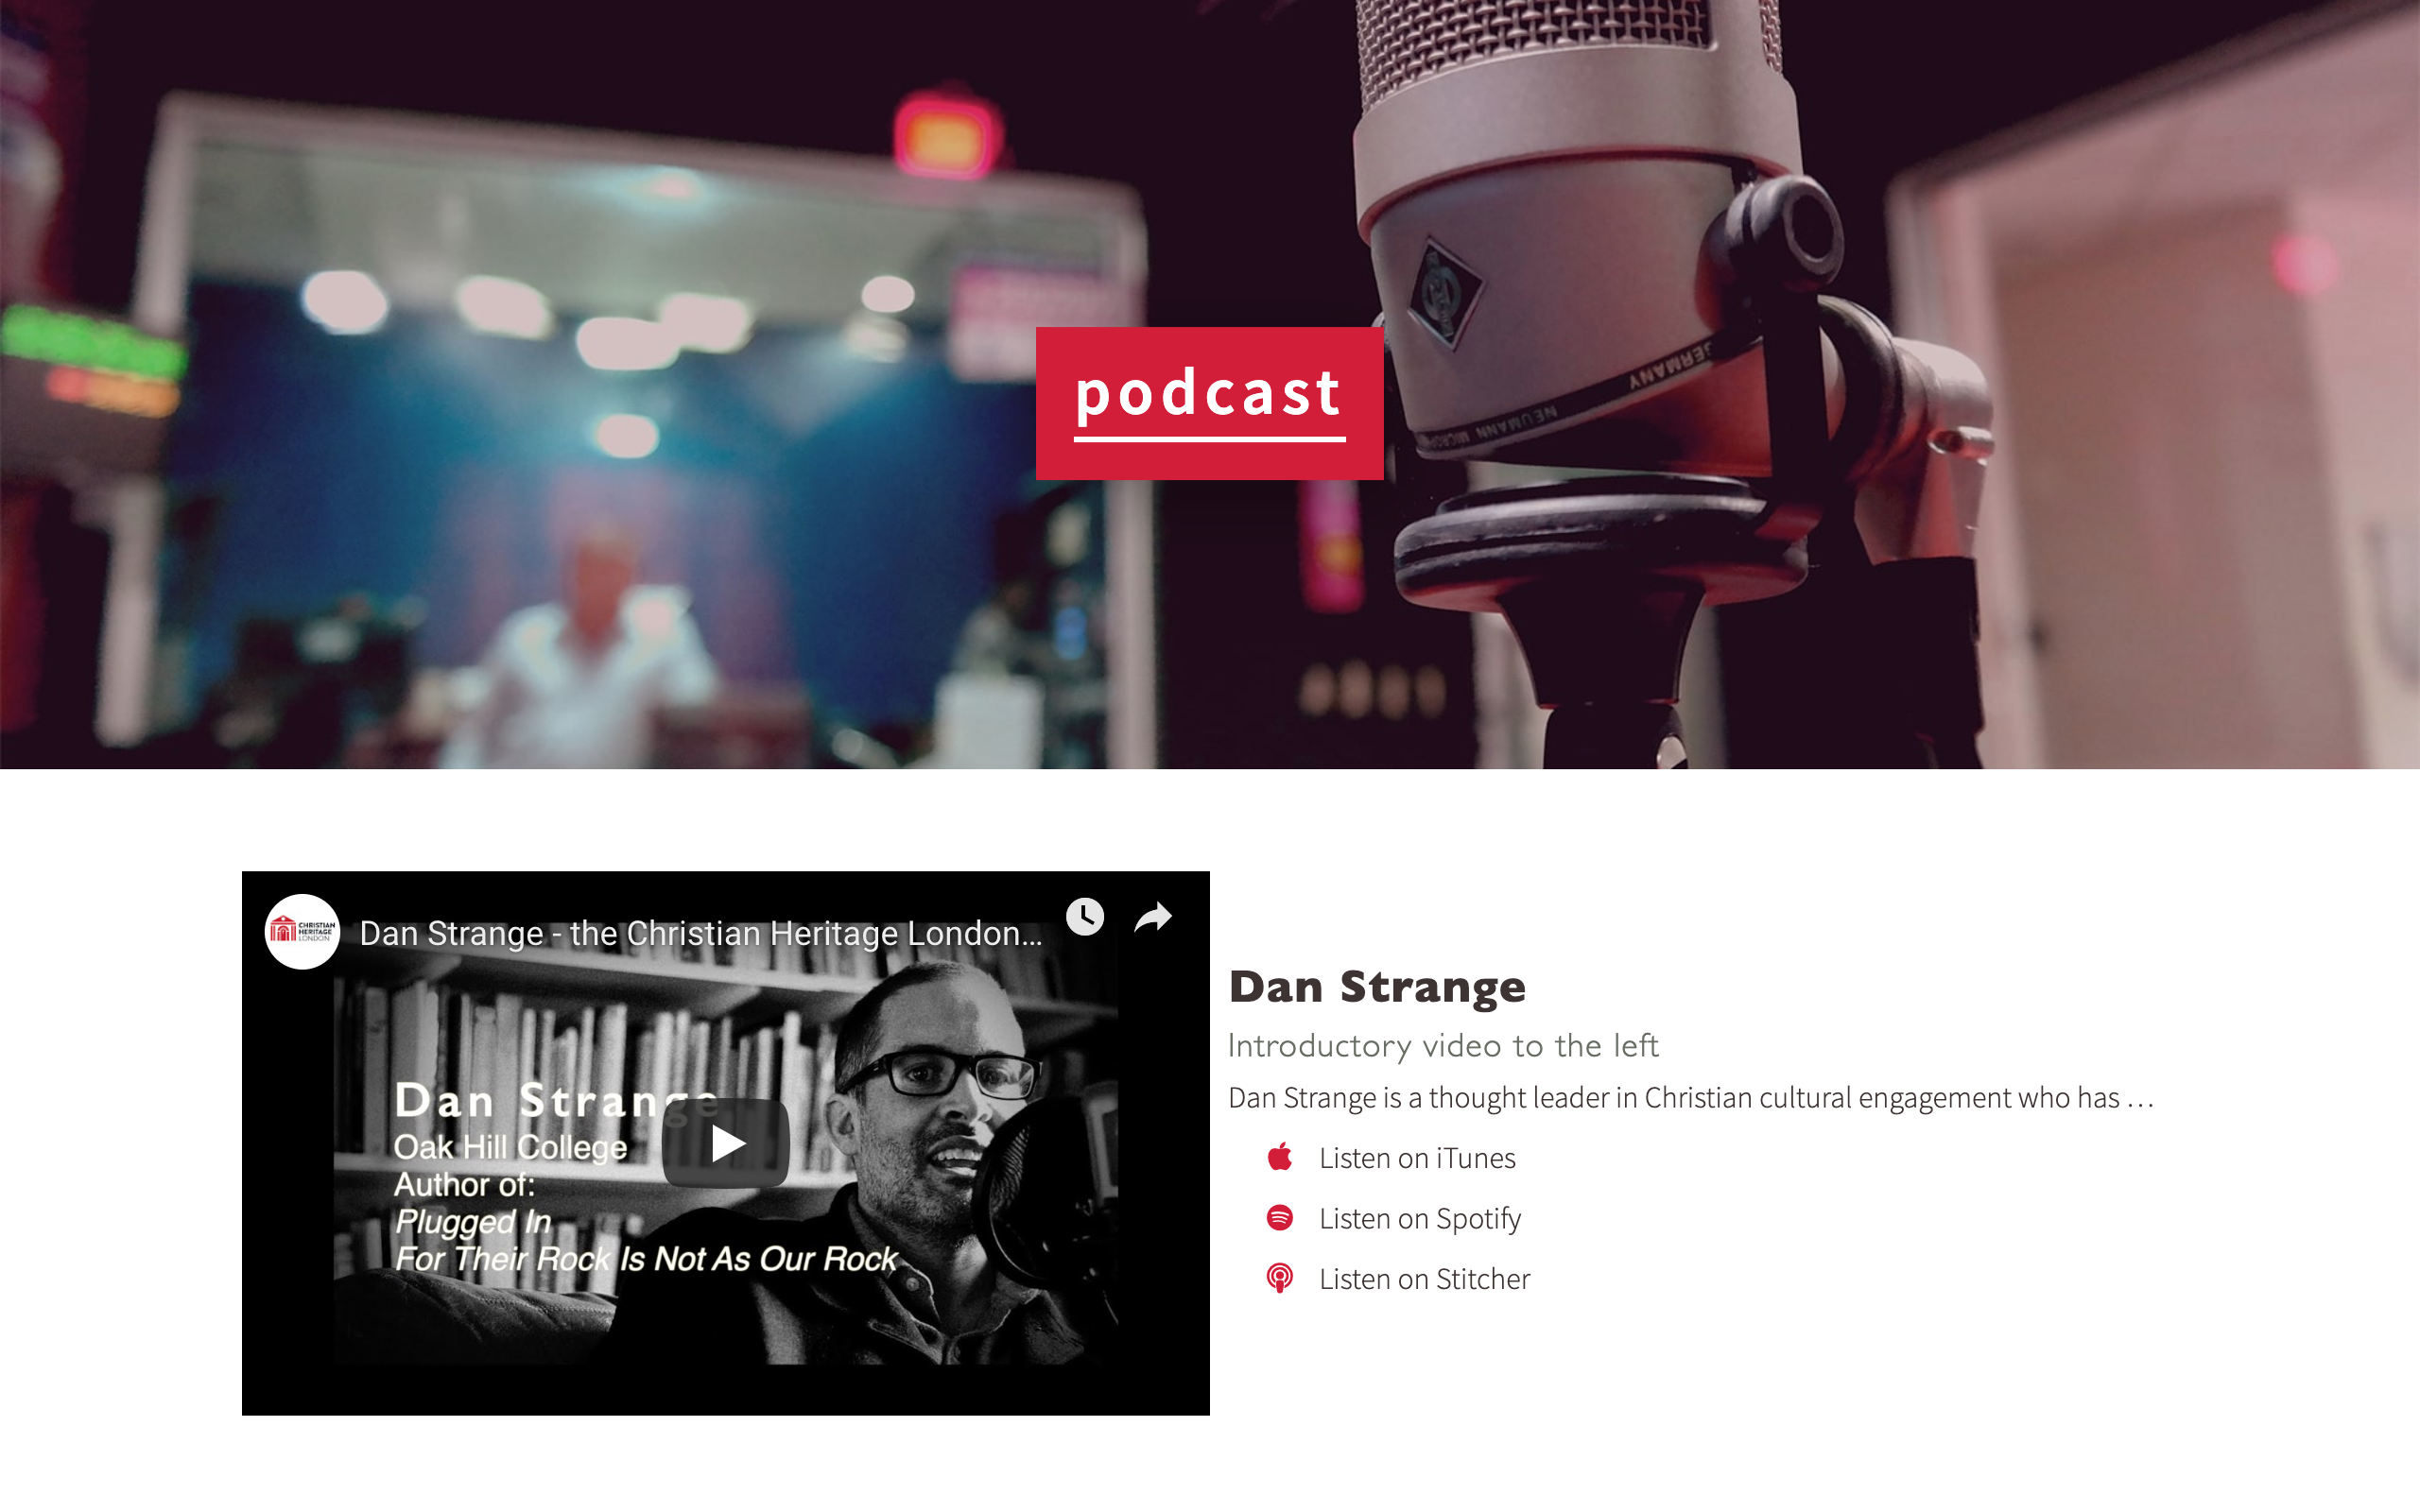 podcast
GERMANY
NEUMANN
CHRISTIAN
HERITAGE
LONDON
Dan Strange - the Christian Heritage London...
Dan Strange
Oak Hill College
Author of:
Plugged In
For Their Rock Is Not As Our Rock
Dan Strange
Introductory video to the left
Dan Strange is a thought leader in Christian cultural engagement who has ...
Listen on iTunes
Listen on Spotify
Listen on Stitcher